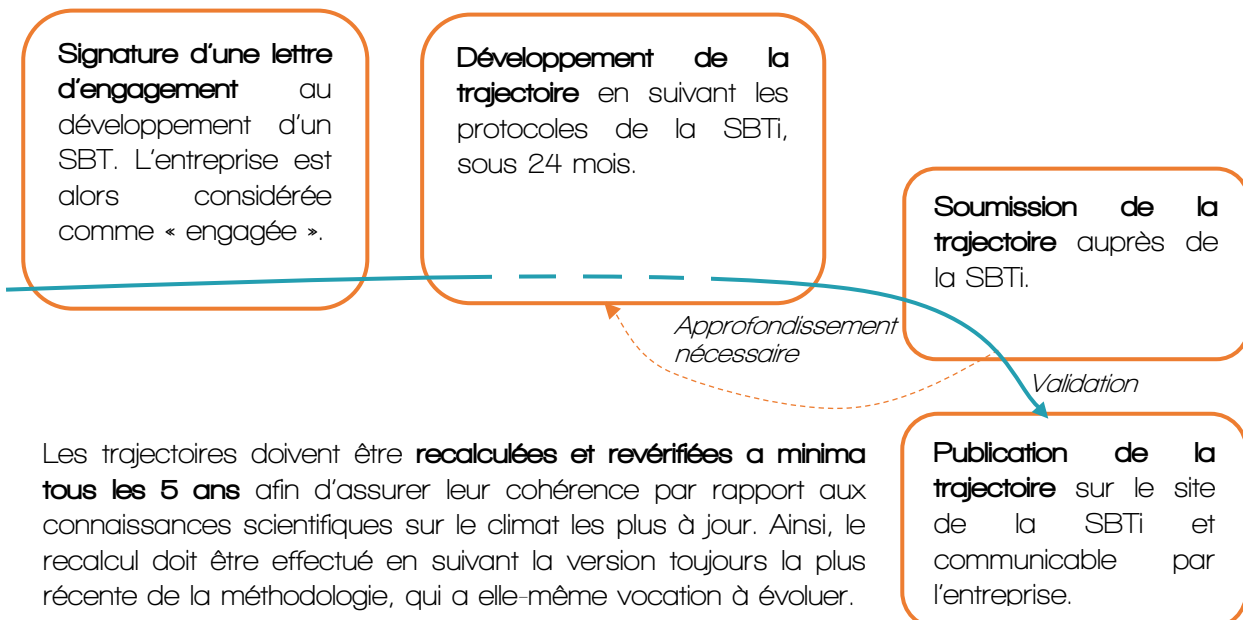 Signature d'une lettre
d'engagement au
développement d'un
SBT. L'entreprise est
alors considérée
comme « engagée ».
Développement de la
trajectoire en suivant les
protocoles de la SBTi,
sous 24 mois.
Soumission de la
trajectoire auprès de
la SBTi.
Approfondissement
nécessaire
Validation
Les trajectoires doivent être recalculées et revérifiées a minima
tous les 5 ans afin d'assurer leur cohérence par rapport aux
connaissances scientifiques sur le climat les plus à jour. Ainsi, le
recalcul doit être effectué en suivant la version toujours la plus
récente de la méthodologie, qui a elle-même vocation à évoluer.
Publication de la
trajectoire sur le site
de la SBTi et
communicable par
l'entreprise.